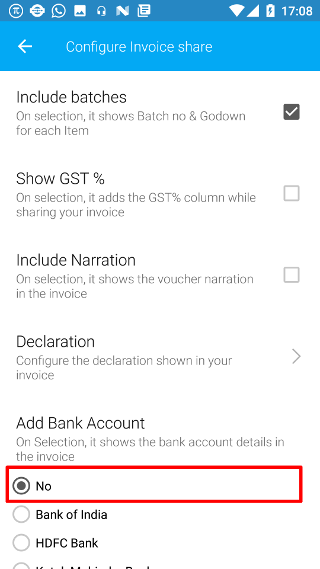 17:08
Configure Invoice share
Include batches
On selection, it shows Batch no & Godown
for each Item
Show GST %
On selection, it adds the GST% column while
sharing your invoice
Include Narration
On selection, it shows the voucher narration
in the invoice
Declaration
Configure the declaration shown in your
invoice
Add Bank Account
On Selection, it shows the bank account details in
the invoice
No
Bank of India
HDFC Bank